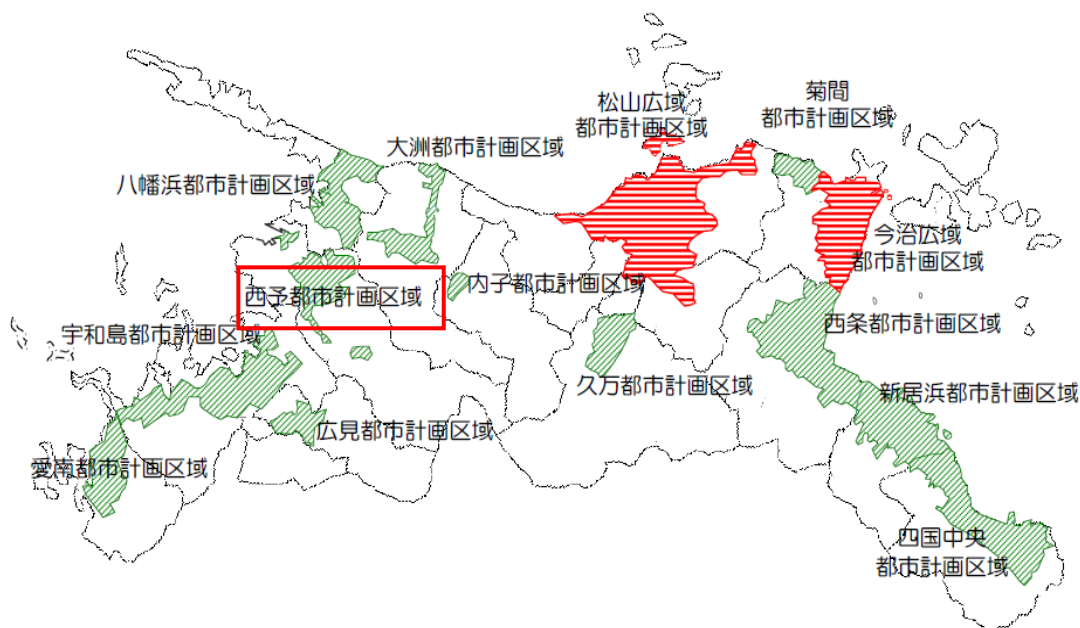 松山広域
都市計画区域
菊間
都市計画区域
大洲都市計画区域
八幡浜都市計画区域
今治広域
都市計画区域
西予都市計画区域
内子都市計画区域
宇和島都市計画区域
西条都市計画区域
久万都市計画区域
新居浜都市計画区域
広見都市計画区域
愛南都市計画区域
四国中央
都市計画区域